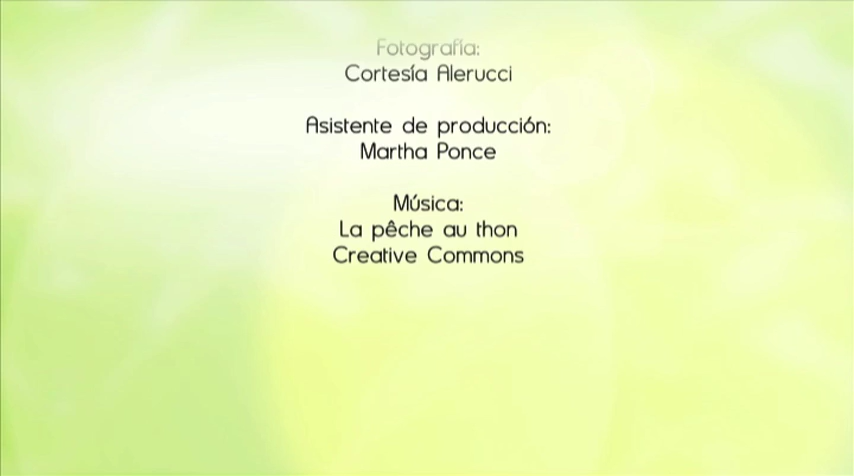 Fotografía:
Cortesía Alerucci
Asistente de producción:
Martha Ponce
Música:
La pêche au thon
Creative Commons